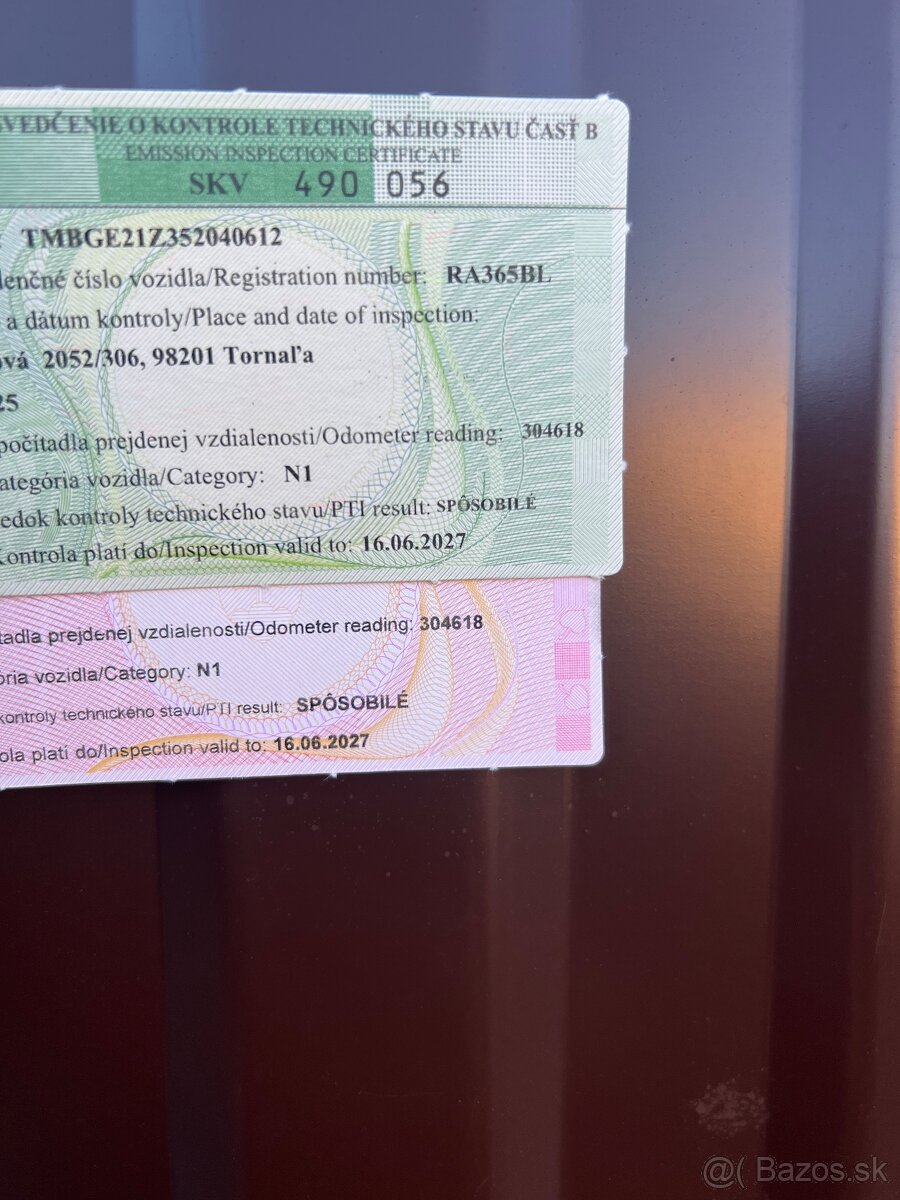 SVEDČENIE O KONTROLE TECHNICKÉHO STAVU ČASŤ B
EMISSION INSPECTION CERTIFICATE
SKV 490 056
TMBGE21Z352040612
denčné číslo vozidla/Registration number: RA365BL
a dátum kontroly/Place and date of inspection:
ová 2052/306, 98201 Tornaľa
25
počítadla prejdenej vzdialenosti/Odometer reading: 304618
ategória vozidla/Category: N1
edok kontroly technického stavu/PTI result: SPÔSOBILÉ
Kontrola platí do/Inspection valid to: 16.06.2027
tadla prejdenej vzdialenosti/Odometer reading: 304618
ória vozidla/Category: N1
kontroly technického stavu/PTI result: SPÔSOBILÉ
ola platí do/Inspection valid to: 16.06.2027
@( Bazos.sk